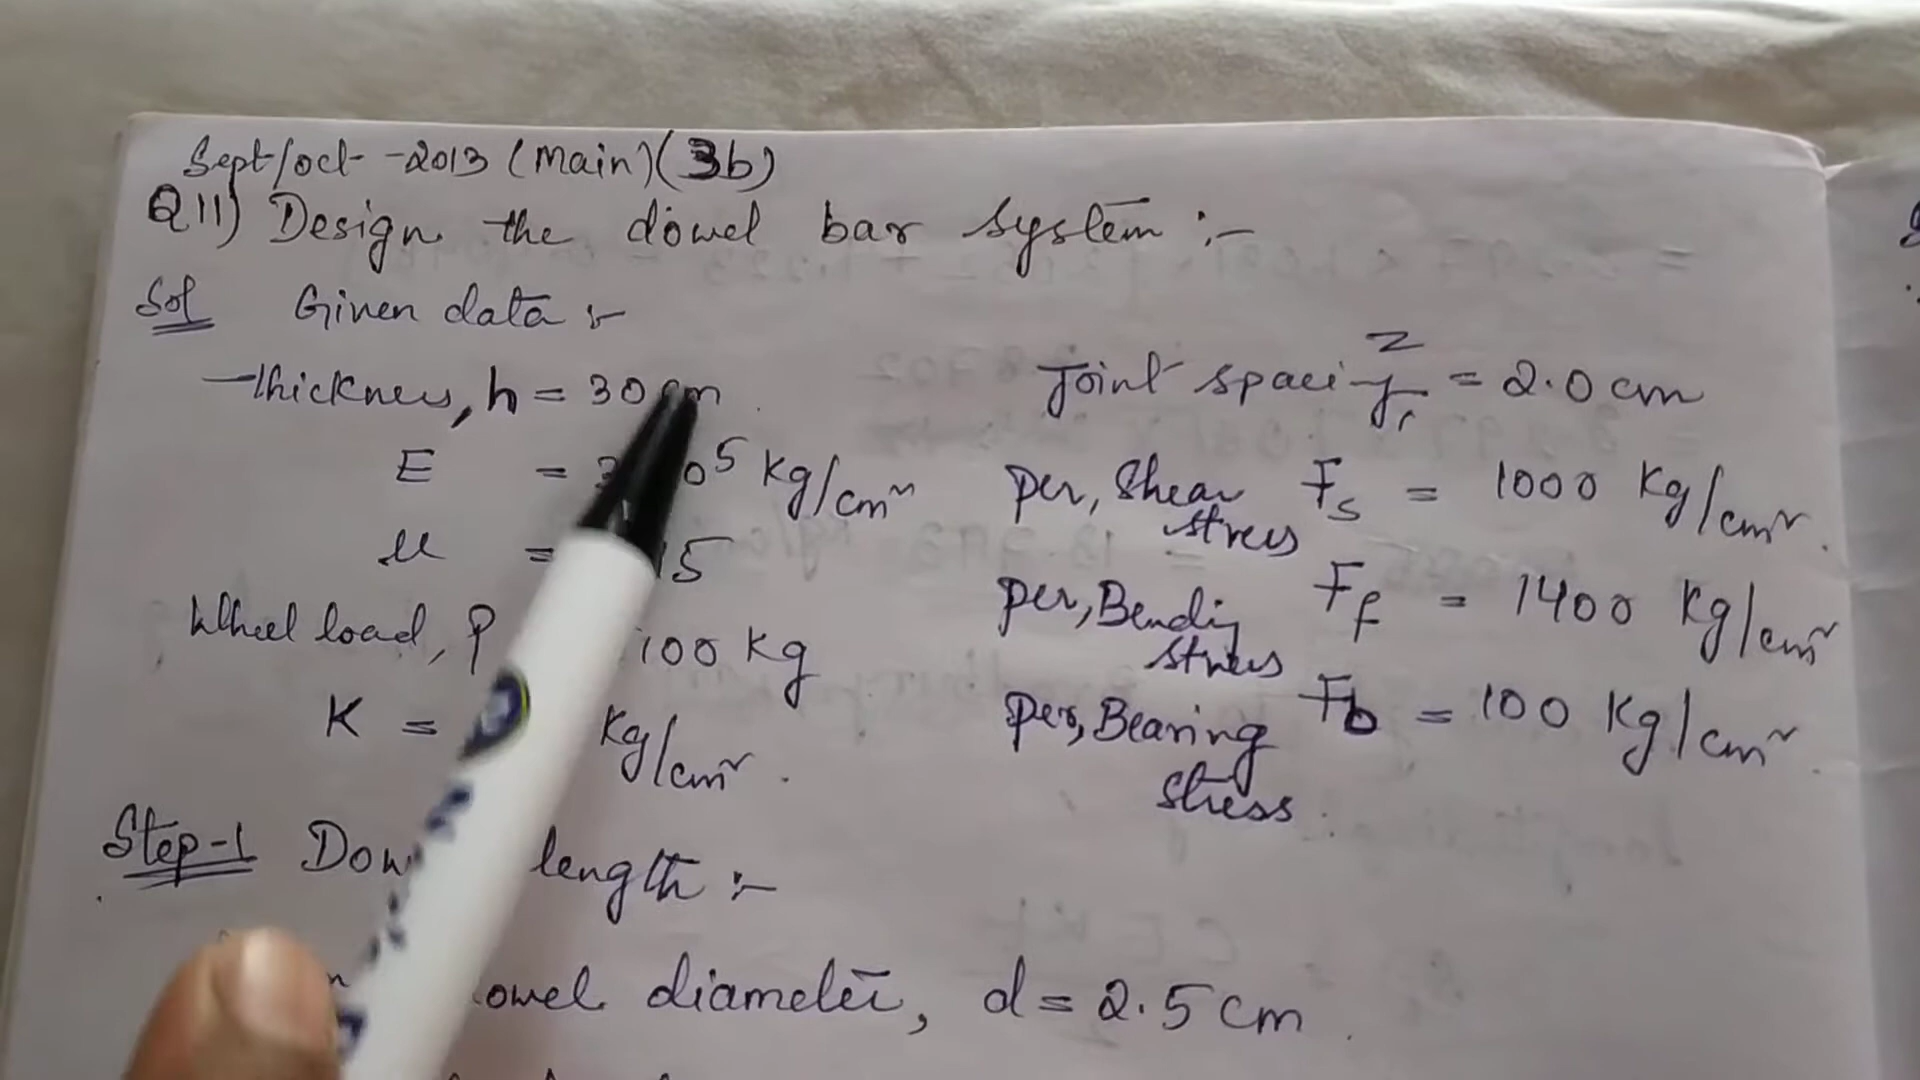 Sept/oct -2013 (Main)(3b)
Q11) Design the dowel bar system :-
Sol Given data :-
Thickness, h = 30 cm
E = 5 kg/cm²
µ = 15
Wheel load, P 100 kg
K = kg/cm² .
Joint spacing, z = 2.0 cm
per, Shear stress Fs = 1000 kg/cm² .
per, Bending stress Ff = 1400 kg/cm²
per, Bearing stress Fb = 100 kg/cm² .
Step-1 length :-
diameter, d = 2.5 cm .